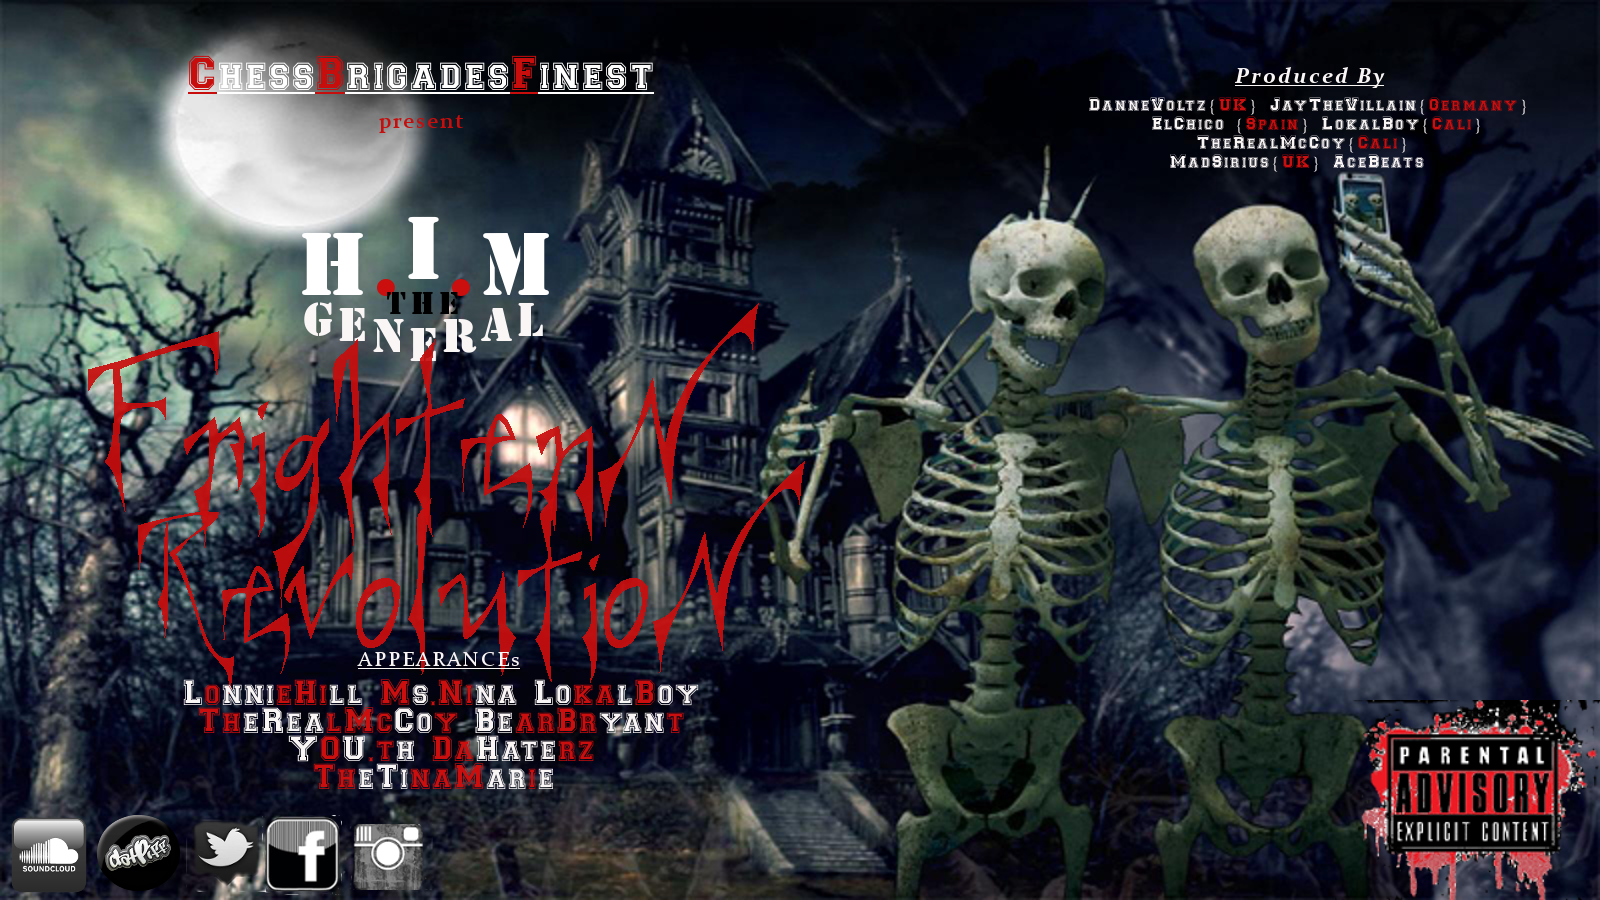 ChessBrigadesFinest
present
H.I.M
THE
GENERAL
FrightenN
RevolutioN
APPEARANCEs
LonnieHill Ms.Nina LokalBoy
TheRealMcCoy BearBryant
YOU.th DaHaterz
TheTinaMarie
Produced By
DanneVoltz{UK} JayTheVillain{Germany}
ElChico {Spain} LokalBoy{Cali}
TheRealMcCoy{Cali}
MadSirius{UK} AceBeats
SOUNDCLOUD
datPiff
f
PARENTAL
ADVISORY
EXPLICIT CONTENT